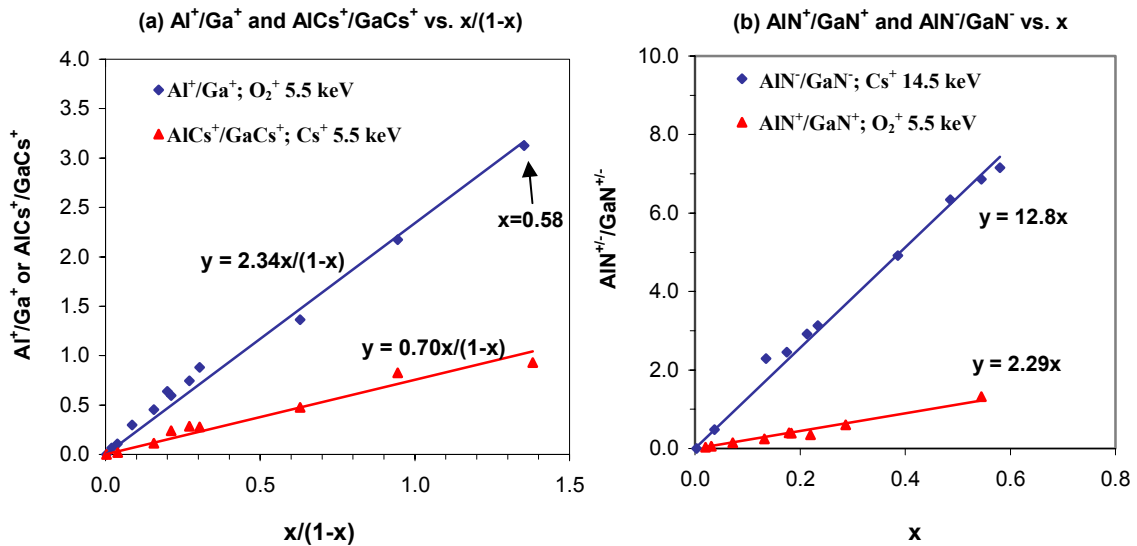 (a) Al⁺/Ga⁺ and AlCs⁺/GaCs⁺ vs. x/(1-x)
4.0
3.5
3.0
2.5
2.0
1.5
1.0
0.5
0.0
Al⁺/Ga⁺ or AlCs⁺/GaCs⁺
Al⁺/Ga⁺; O₂⁺ 5.5 keV
AlCs⁺/GaCs⁺; Cs⁺ 5.5 keV
x=0.58
y = 2.34x/(1-x)
y = 0.70x/(1-x)
0.0 0.5 1.0 1.5
x/(1-x)
(b) AlN⁺/GaN⁺ and AlN⁻/GaN⁻ vs. x
10.0
8.0
6.0
4.0
2.0
0.0
AlN⁺/⁻/GaN⁺/⁻
AlN⁻/GaN⁻; Cs⁺ 14.5 keV
AlN⁺/GaN⁺; O₂⁺ 5.5 keV
y = 12.8x
y = 2.29x
0.0 0.2 0.4 0.6 0.8
x